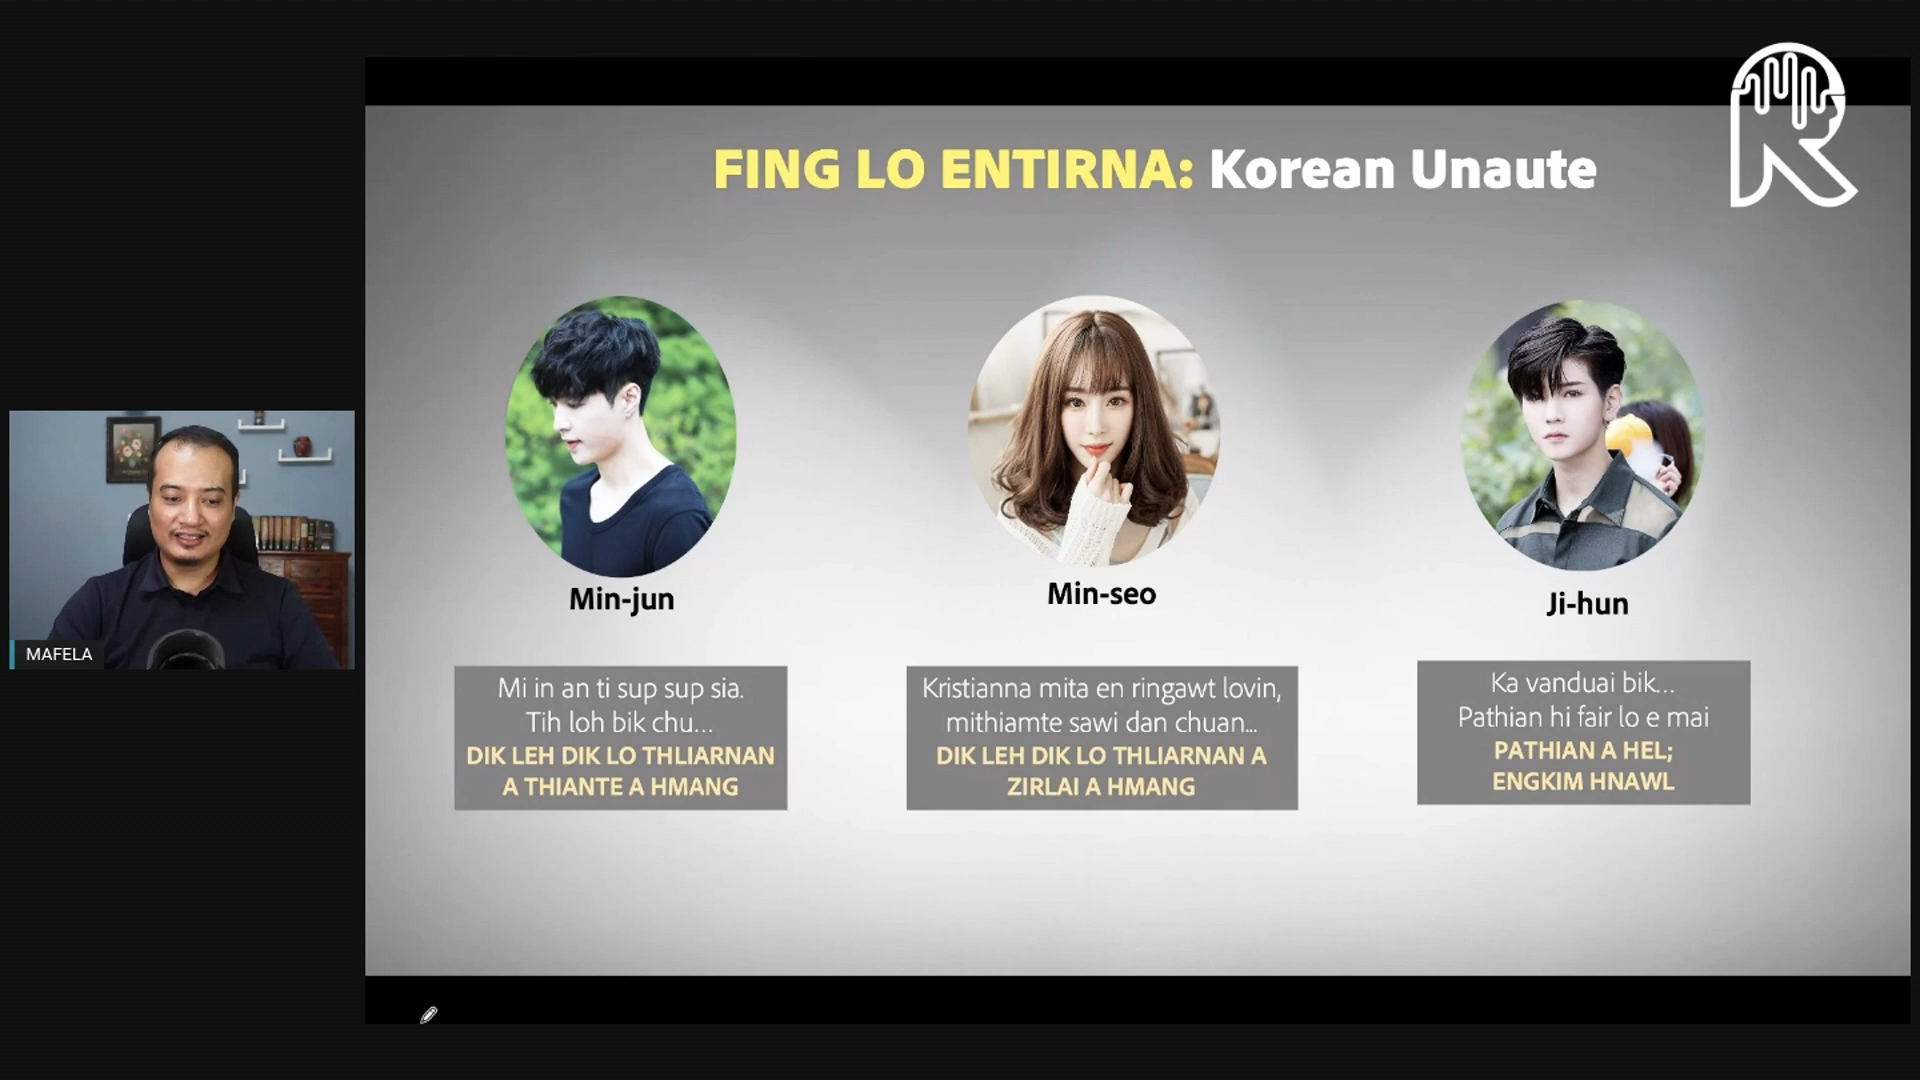 FING LO ENTIRNA: Korean Unaute
Min-jun
Mi in an ti sup sup sia.
Tih loh bik chu...
DIK LEH DIK LO THLIARNAN
A THIANTE A HMANG
Min-seo
Kristianna mita en ringawt lovin,
mithiamte sawi dan chuan...
DIK LEH DIK LO THLIARNAN A
ZIRLAI A HMANG
Ji-hun
Ka vanduai bik...
Pathian hi fair lo e mai
PATHIAN A HEL;
ENGKIM HNAWL
MAFELA